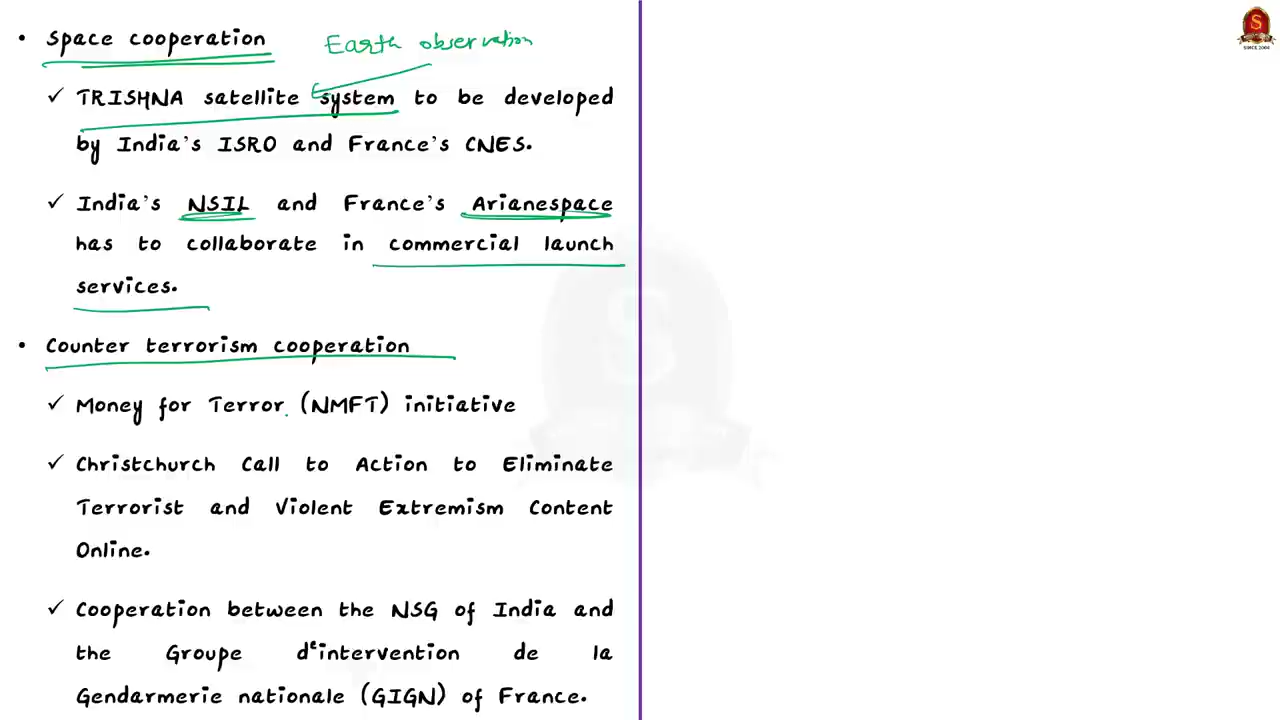 • Space cooperation
Earth observation
✓ TRISHNA satellite system to be developed
by India's ISRO and France's CNES.
✓ India's NSIL and France's Arianespace
has to collaborate in commercial launch
services.
• Counter terrorism cooperation
✓ Money for Terror (NMFT) initiative
✓ Christchurch Call to Action to Eliminate
Terrorist and Violent Extremism Content
Online.
✓ Cooperation between the NSG of India and
the Groupe d'intervention de la
Gendarmerie nationale (GIGN) of France.
S
SINCE 2004